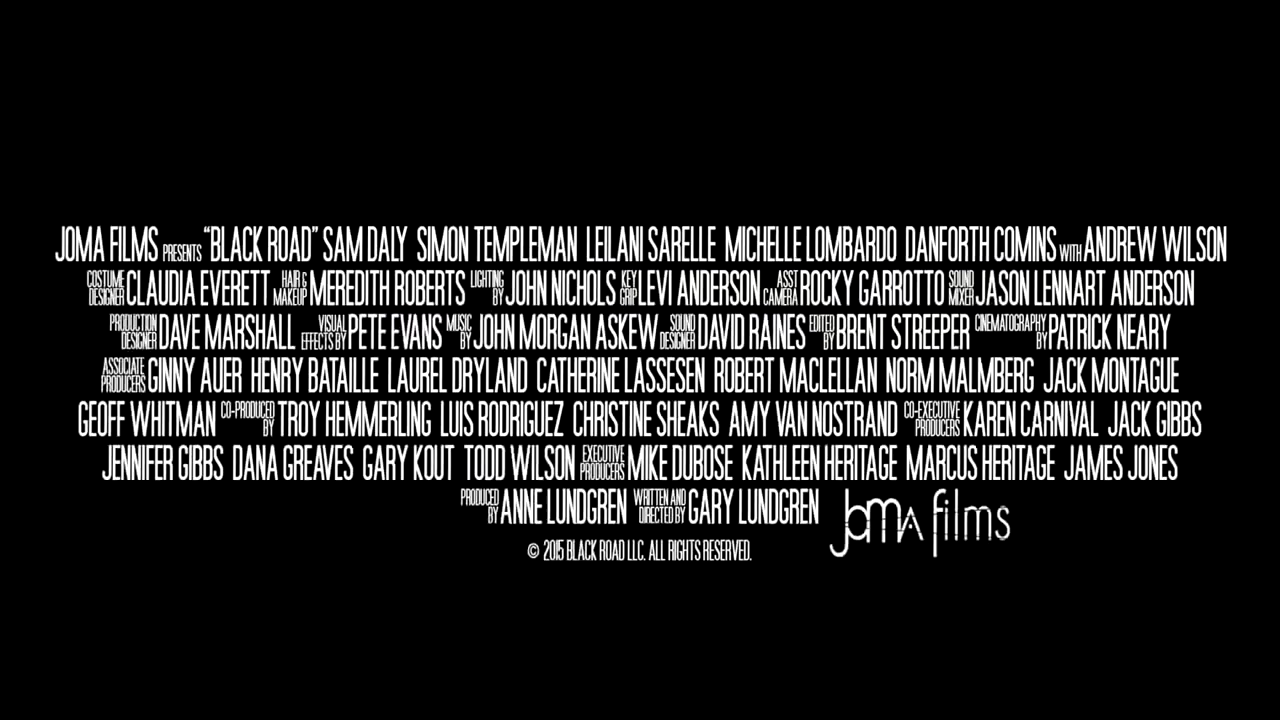 JOMA FILMS PRESENTS "BLACK ROAD" SAM DALY SIMON TEMPLEMAN LEILANI SARELLE MICHELLE LOMBARDO DANFORTH COMINS WITH ANDREW WILSON
COSTUME DESIGNER CLAUDIA EVERETT HAIR & MAKEUP MEREDITH ROBERTS LIGHTING BY JOHN NICHOLS KEY GRIP LEVI ANDERSON ASST CAMERA ROCKY GARROTTO SOUND MIXER JASON LENNART ANDERSON
PRODUCTION DESIGNER DAVE MARSHALL VISUAL EFFECTS BY PETE EVANS MUSIC BY JOHN MORGAN ASKEW SOUND DESIGNER DAVID RAINES EDITED BY BRENT STREEPER CINEMATOGRAPHY BY PATRICK NEARY
ASSOCIATE PRODUCERS GINNY AUER HENRY BATAILLE LAUREL DRYLAND CATHERINE LASSESEN ROBERT MACLELLAN NORM MALMBERG JACK MONTAGUE
GEOFF WHITMAN CO-PRODUCED BY TROY HEMMERLING LUIS RODRIGUEZ CHRISTINE SHEAKS AMY VAN NOSTRAND CO-EXECUTIVE PRODUCERS KAREN CARNIVAL JACK GIBBS
JENNIFER GIBBS DANA GREAVES GARY KOUT TODD WILSON EXECUTIVE PRODUCERS MIKE DUBOSE KATHLEEN HERITAGE MARCUS HERITAGE JAMES JONES
PRODUCED BY ANNE LUNDGREN WRITTEN AND DIRECTED BY GARY LUNDGREN JOMA films
© 2015 BLACK ROAD LLC. ALL RIGHTS RESERVED.